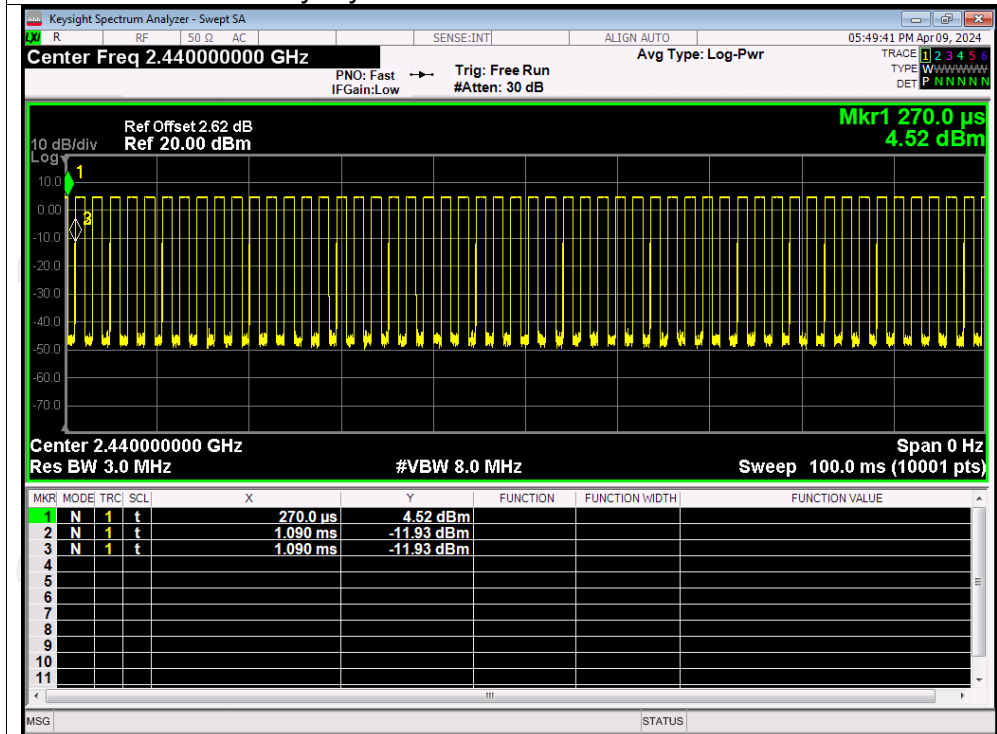 Keysight Spectrum Analyzer - Swept SA
LXI R RF 50 Ω AC SENSE:INT ALIGN AUTO 05:49:41 PM Apr 09, 2024
Center Freq 2.440000000 GHz
PNO: Fast
IFGain:Low
Trig: Free Run
#Atten: 30 dB
Avg Type: Log-Pwr
TRACE 1 2 3 4 5 6
TYPE WWWWWW
DET P N N N N N
Mkr1 270.0 µs
4.52 dBm
Ref Offset 2.62 dB
10 dB/div Ref 20.00 dBm
Log
1
10.0
0.00
-10.0
-20.0
-30.0
-40.0
-50.0
-60.0
-70.0
Center 2.440000000 GHz Span 0 Hz
Res BW 3.0 MHz #VBW 8.0 MHz Sweep 100.0 ms (10001 pts)
MKR MODE TRC SCL X Y FUNCTION FUNCTION WIDTH FUNCTION VALUE
1 N 1 t 270.0 µs 4.52 dBm
2 N 1 t 1.090 ms -11.93 dBm
3 N 1 t 1.090 ms -11.93 dBm
4
5
6
7
8
9
10
11
MSG STATUS